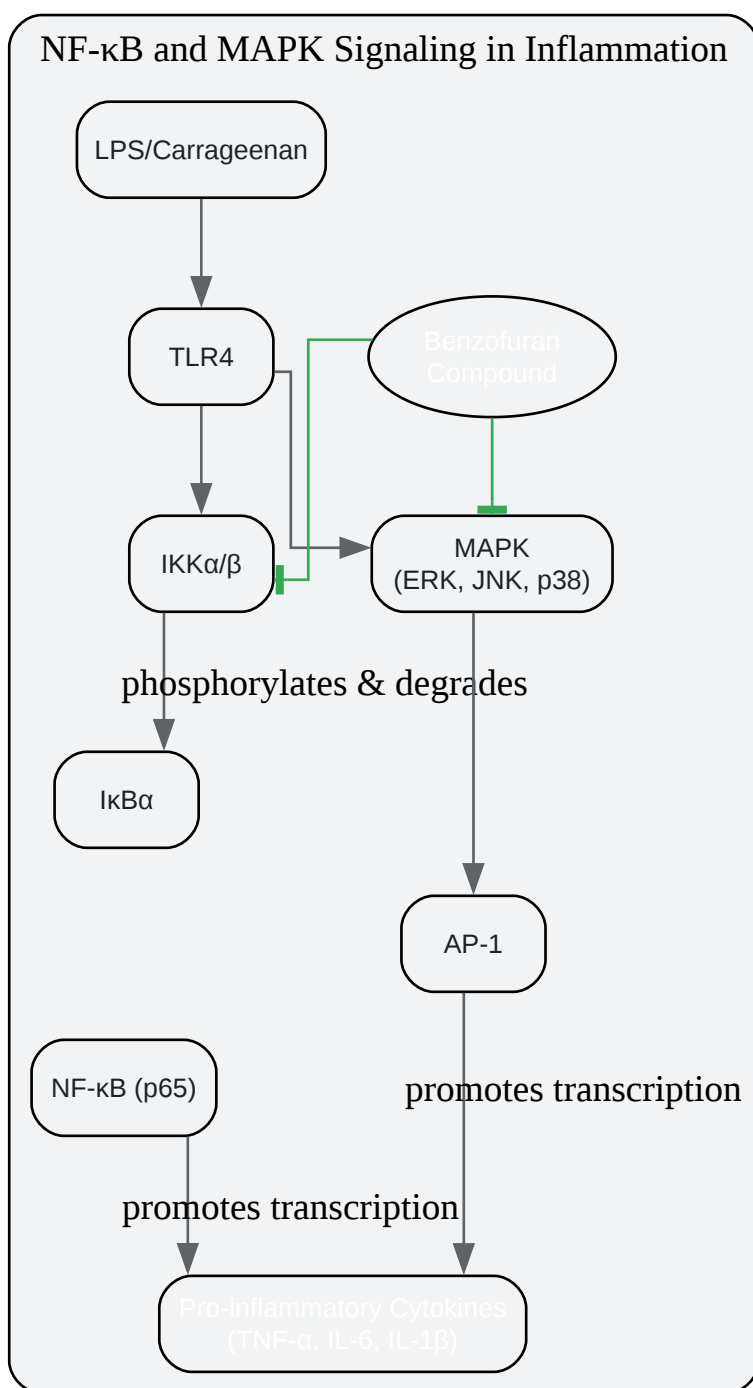 NF-κB and MAPK Signaling in Inflammation
LPS/Carrageenan
TLR4
Benzofuran
Compound
IKKα/β
MAPK
(ERK, JNK, p38)
phosphorylates & degrades
IκBα
AP-1
NF-κB (p65)
promotes transcription
promotes transcription
Pro-inflammatory Cytokines
(TNF-α, IL-6, IL-1β)